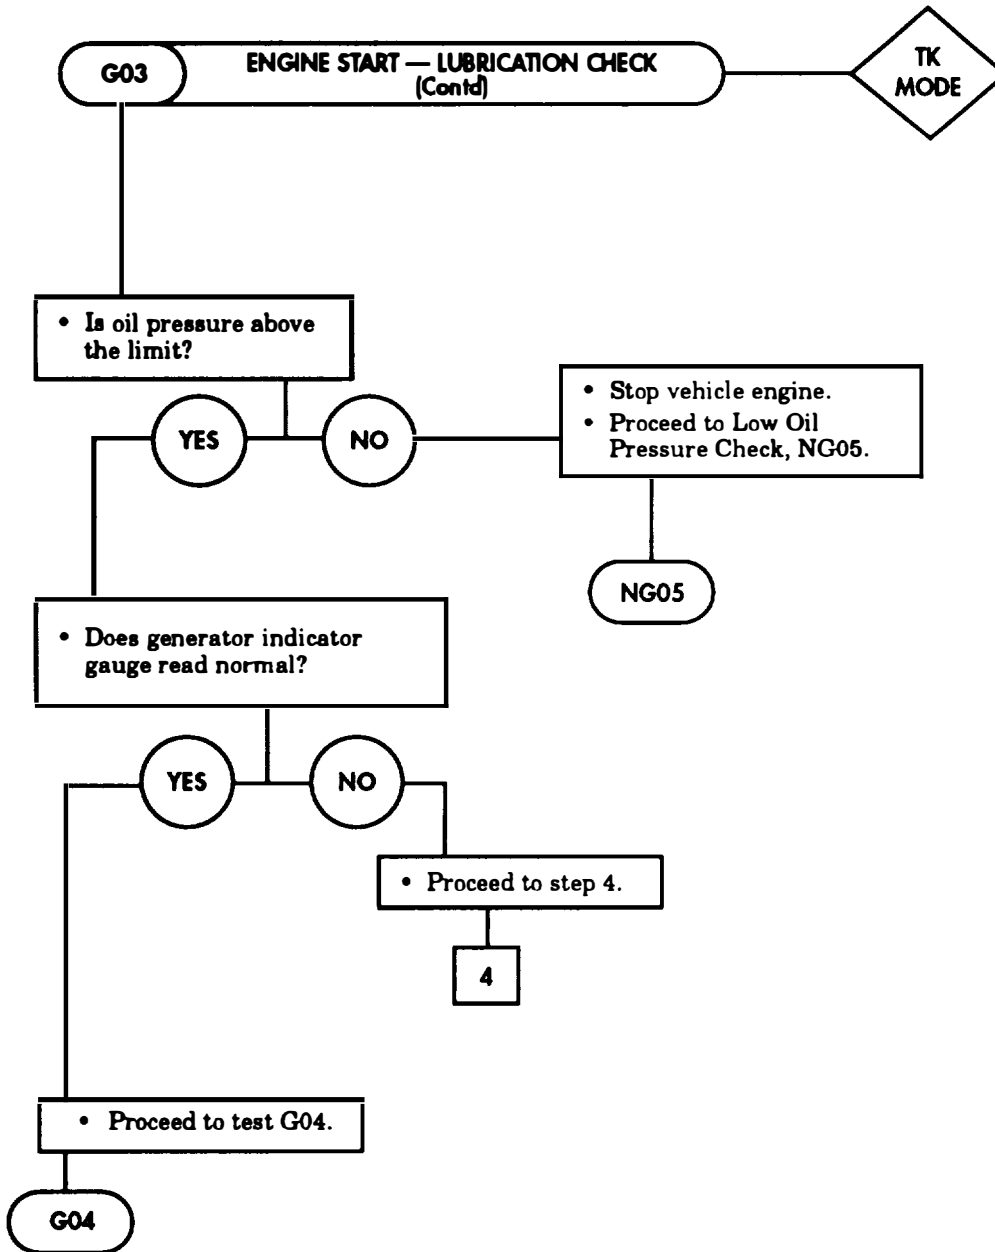 G03
ENGINE START — LUBRICATION CHECK
(Contd)
TK
MODE
• Is oil pressure above
the limit?
YES
NO
• Stop vehicle engine.
• Proceed to Low Oil
Pressure Check, NG05.
NG05
• Does generator indicator
gauge read normal?
YES
NO
• Proceed to step 4.
4
• Proceed to test G04.
G04